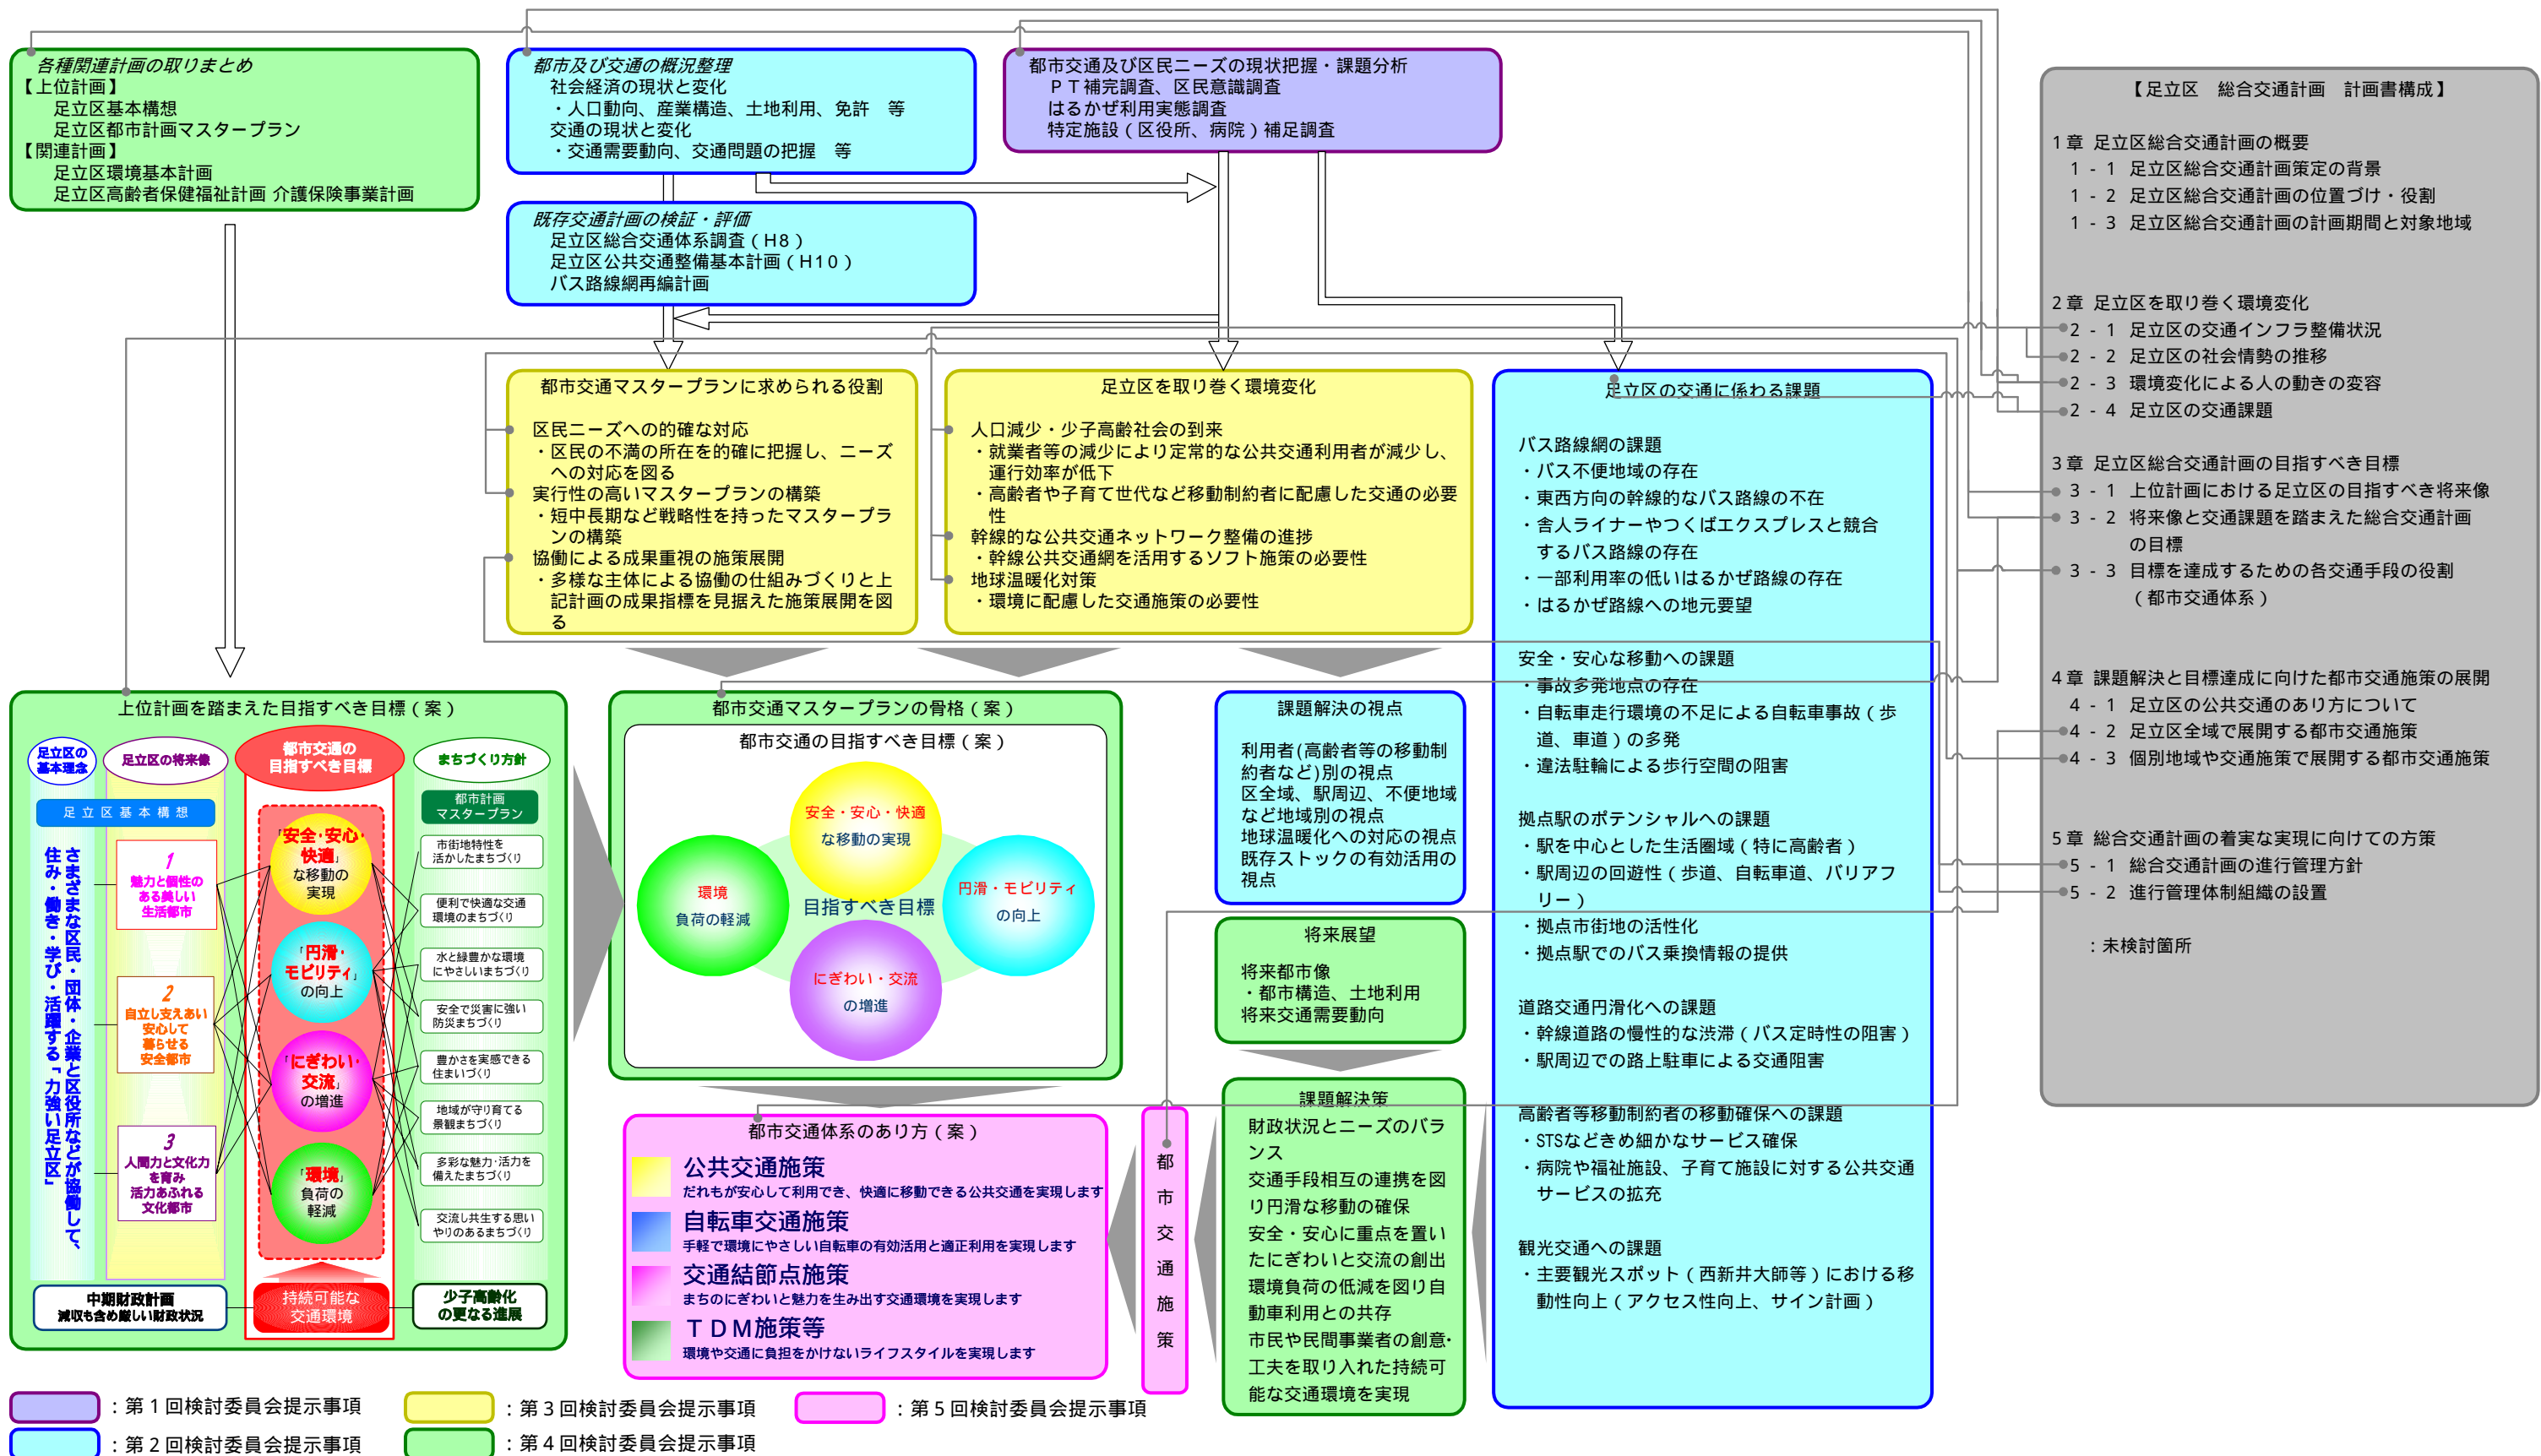 各種関連計画の取りまとめ
【上位計画】
足立区基本構想
足立区都市計画マスタープラン
【関連計画】
足立区環境基本計画
足立区高齢者保健福祉計画 介護保険事業計画
都市及び交通の概況整理
社会経済の現状と変化
・人口動向、産業構造、土地利用、免許　等
交通の現状と変化
・交通需要動向、交通問題の把握　等
都市交通及び区民ニーズの現状把握・課題分析
ＰＴ補完調査、区民意識調査
はるかぜ利用実態調査
特定施設（区役所、病院）補足調査
既存交通計画の検証・評価
足立区総合交通体系調査（H8）
足立区公共交通整備基本計画（H10）
バス路線網再編計画
都市交通マスタープランに求められる役割
区民ニーズへの的確な対応
・区民の不満の所在を的確に把握し、ニーズ
への対応を図る
実行性の高いマスタープランの構築
・短中長期など戦略性を持ったマスタープラ
ンの構築
協働による成果重視の施策展開
・多様な主体による協働の仕組みづくりと上
記計画の成果指標を見据えた施策展開を図
る
足立区を取り巻く環境変化
人口減少・少子高齢社会の到来
・就業者等の減少により定常的な公共交通利用者が減少し、
運行効率が低下
・高齢者や子育て世代など移動制約者に配慮した交通の必要
性
幹線的な公共交通ネットワーク整備の進捗
・幹線公共交通網を活用するソフト施策の必要性
地球温暖化対策
・環境に配慮した交通施策の必要性
足立区の交通に係わる課題
バス路線網の課題
・バス不便地域の存在
・東西方向の幹線的なバス路線の不在
・舎人ライナーやつくばエクスプレスと競合
するバス路線の存在
・一部利用率の低いはるかぜ路線の存在
・はるかぜ路線への地元要望
安全・安心な移動への課題
・事故多発地点の存在
・自転車走行環境の不足による自転車事故（歩
道、車道）の多発
・違法駐輪による歩行空間の阻害
拠点駅のポテンシャルへの課題
・駅を中心とした生活圏域（特に高齢者）
・駅周辺の回遊性（歩道、自転車道、バリアフ
リー）
・拠点市街地の活性化
・拠点駅でのバス乗換情報の提供
道路交通円滑化への課題
・幹線道路の慢性的な渋滞（バス定時性の阻害）
・駅周辺での路上駐車による交通阻害
高齢者等移動制約者の移動確保への課題
・STSなどきめ細かなサービス確保
・病院や福祉施設、子育て施設に対する公共交通
サービスの拡充
観光交通への課題
・主要観光スポット（西新井大師等）における移
動性向上（アクセス性向上、サイン計画）
【足立区　総合交通計画　計画書構成】
1章 足立区総合交通計画の概要
1 - 1 足立区総合交通計画策定の背景
1 - 2 足立区総合交通計画の位置づけ・役割
1 - 3 足立区総合交通計画の計画期間と対象地域
2章 足立区を取り巻く環境変化
2 - 1 足立区の交通インフラ整備状況
2 - 2 足立区の社会情勢の推移
2 - 3 環境変化による人の動きの変容
2 - 4 足立区の交通課題
3章 足立区総合交通計画の目指すべき目標
3 - 1 上位計画における足立区の目指すべき将来像
3 - 2 将来像と交通課題を踏まえた総合交通計画
の目標
3 - 3 目標を達成するための各交通手段の役割
（都市交通体系）
4章 課題解決と目標達成に向けた都市交通施策の展開
4 - 1 足立区の公共交通のあり方について
4 - 2 足立区全域で展開する都市交通施策
4 - 3 個別地域や交通施策で展開する都市交通施策
5章 総合交通計画の着実な実現に向けての方策
5 - 1 総合交通計画の進行管理方針
5 - 2 進行管理体制組織の設置
：未検討箇所
上位計画を踏まえた目指すべき目標（案）
足立区の
基本理念
足立区の将来像
都市交通の
目指すべき目標
まちづくり方針
足立区基本構想
都市計画
マスタープラン
さまざまな区民・団体・企業と区役所などが協働して、
住み・働き・学び・活躍する「力強い足立区」
1
魅力と個性の
ある美しい
生活都市
2
自立し支えあい
安心して
暮らせる
安全都市
3
人間力と文化力
を育み
活力あふれる
文化都市
「安全・安心・
快適」
な移動の
実現
「円滑・
モビリティ」
の向上
「にぎわい・
交流」
の増進
「環境」
負荷の
軽減
市街地特性を
活かしたまちづくり
便利で快適な交通
環境のまちづくり
水と緑豊かな環境
にやさしいまちづくり
安全で災害に強い
防災まちづくり
豊かさを実感できる
住まいづくり
地域が守り育てる
景観まちづくり
多彩な魅力・活力を
備えたまちづくり
交流し共生する思い
やりのあるまちづくり
中期財政計画
減収も含め厳しい財政状況
持続可能な
交通環境
少子高齢化
の更なる進展
都市交通マスタープランの骨格（案）
都市交通の目指すべき目標（案）
安全・安心・快適
な移動の実現
環境
負荷の軽減
円滑・モビリティ
の向上
目指すべき目標
にぎわい・交流
の増進
課題解決の視点
利用者(高齢者等の移動制
約者など)別の視点
区全域、駅周辺、不便地域
など地域別の視点
地球温暖化への対応の視点
既存ストックの有効活用の
視点
将来展望
将来都市像
・都市構造、土地利用
将来交通需要動向
課題解決策
財政状況とニーズのバラ
ンス
交通手段相互の連携を図
り円滑な移動の確保
安全・安心に重点を置い
たにぎわいと交流の創出
環境負荷の低減を図り自
動車利用との共存
市民や民間事業者の創意・
工夫を取り入れた持続可
能な交通環境を実現
都市交通施策
都市交通体系のあり方（案）
公共交通施策
だれもが安心して利用でき、快適に移動できる公共交通を実現します
自転車交通施策
手軽で環境にやさしい自転車の有効活用と適正利用を実現します
交通結節点施策
まちのにぎわいと魅力を生み出す交通環境を実現します
ＴＤＭ施策等
環境や交通に負担をかけないライフスタイルを実現します
：第１回検討委員会提示事項
：第３回検討委員会提示事項
：第５回検討委員会提示事項
：第２回検討委員会提示事項
：第４回検討委員会提示事項